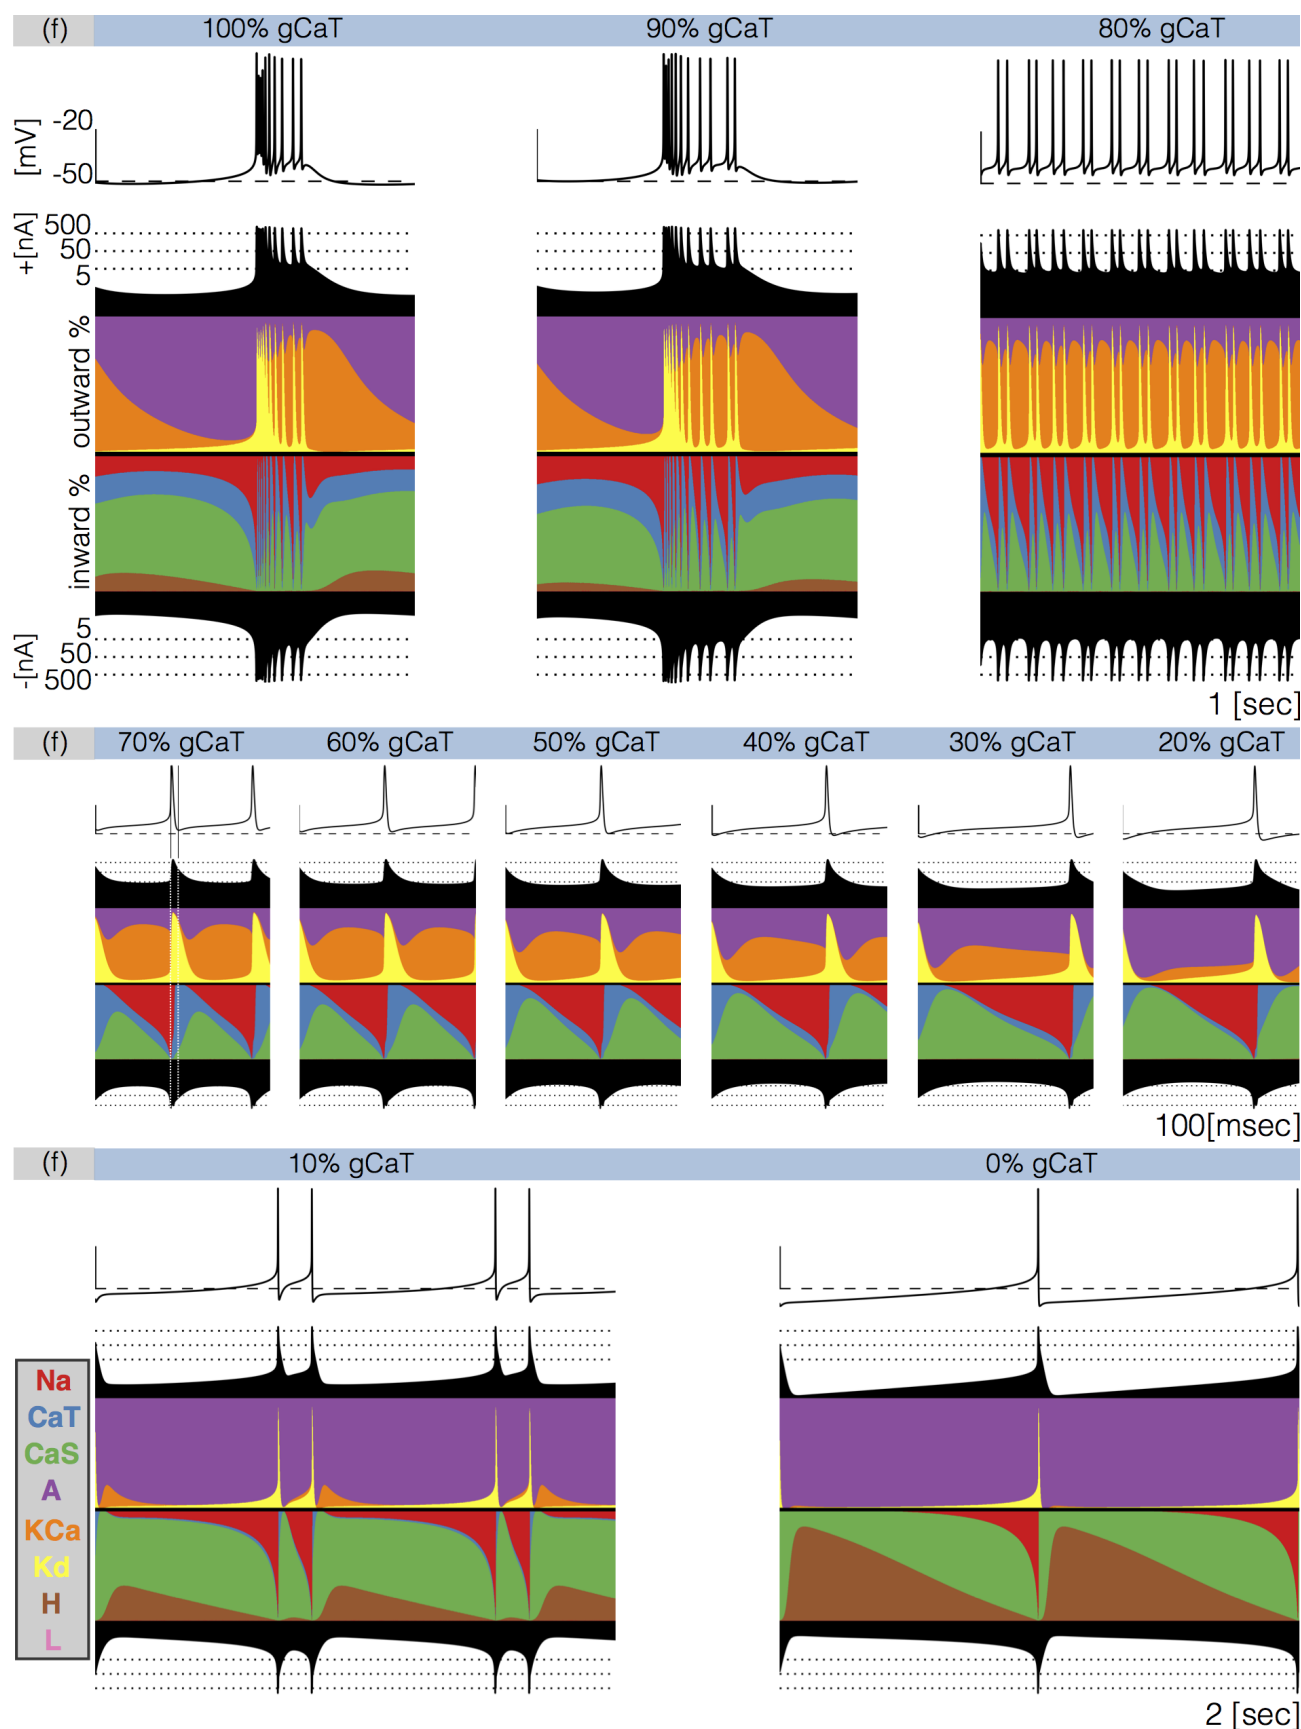 (f) 100% gCaT 90% gCaT 80% gCaT
[mV]
-20
-50
+[nA]
500
50
5
outward %
inward %
5
50
500
-[nA]
1 [sec]
(f) 70% gCaT 60% gCaT 50% gCaT 40% gCaT 30% gCaT 20% gCaT
100[msec]
(f) 10% gCaT 0% gCaT
Na
CaT
CaS
A
KCa
Kd
H
L
2 [sec]